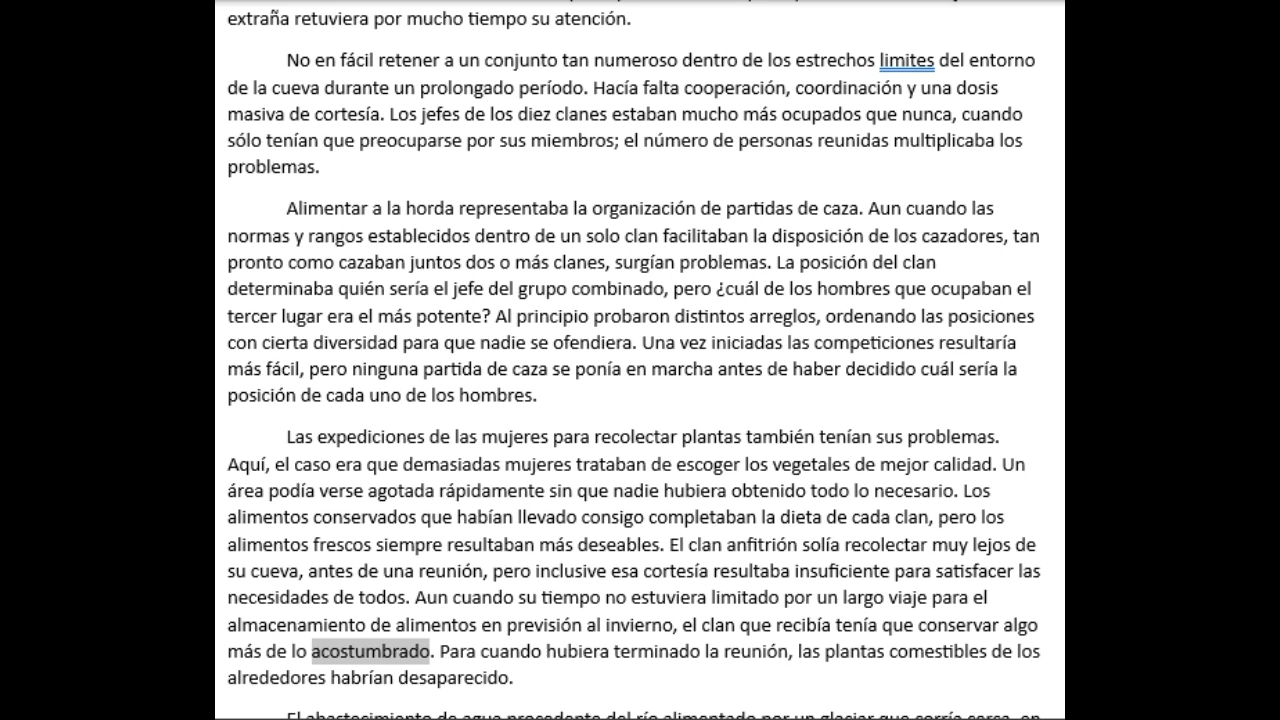 extraña retuviera por mucho tiempo su atención.
No en fácil retener a un conjunto tan numeroso dentro de los estrechos limites del entorno
de la cueva durante un prolongado período. Hacía falta cooperación, coordinación y una dosis
masiva de cortesía. Los jefes de los diez clanes estaban mucho más ocupados que nunca, cuando
sólo tenían que preocuparse por sus miembros; el número de personas reunidas multiplicaba los
problemas.
Alimentar a la horda representaba la organización de partidas de caza. Aun cuando las
normas y rangos establecidos dentro de un solo clan facilitaban la disposición de los cazadores, tan
pronto como cazaban juntos dos o más clanes, surgían problemas. La posición del clan
determinaba quién sería el jefe del grupo combinado, pero ¿cuál de los hombres que ocupaban el
tercer lugar era el más potente? Al principio probaron distintos arreglos, ordenando las posiciones
con cierta diversidad para que nadie se ofendiera. Una vez iniciadas las competiciones resultaría
más fácil, pero ninguna partida de caza se ponía en marcha antes de haber decidido cuál sería la
posición de cada uno de los hombres.
Las expediciones de las mujeres para recolectar plantas también tenían sus problemas.
Aquí, el caso era que demasiadas mujeres trataban de escoger los vegetales de mejor calidad. Un
área podía verse agotada rápidamente sin que nadie hubiera obtenido todo lo necesario. Los
alimentos conservados que habían llevado consigo completaban la dieta de cada clan, pero los
alimentos frescos siempre resultaban más deseables. El clan anfitrión solía recolectar muy lejos de
su cueva, antes de una reunión, pero inclusive esa cortesía resultaba insuficiente para satisfacer las
necesidades de todos. Aun cuando su tiempo no estuviera limitado por un largo viaje para el
almacenamiento de alimentos en previsión al invierno, el clan que recibía tenía que conservar algo
más de lo acostumbrado. Para cuando hubiera terminado la reunión, las plantas comestibles de los
alrededores habrían desaparecido.
El abastecimiento de agua procedente del río alimentado por un glaciar que corría cerca, en